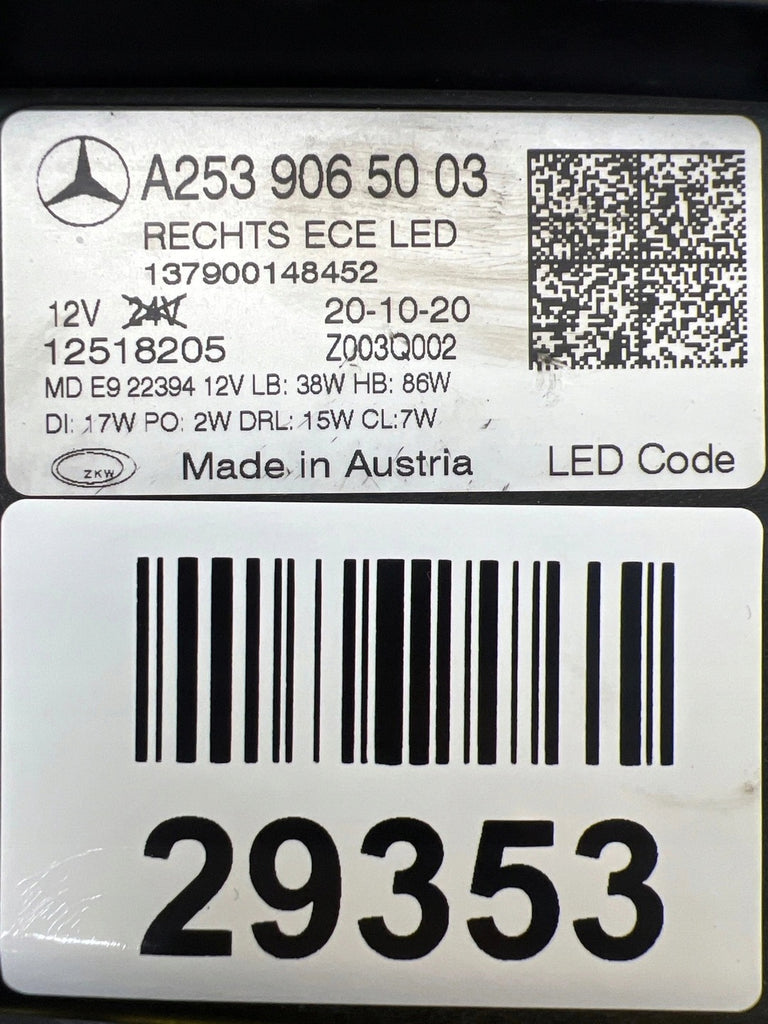 A253 906 50 03
RECHTS ECE LED
137900148452
12V 24V 20-10-20
12518205 Z003Q002
MD E9 22394 12V LB: 38W HB: 86W
DI: 17W PO: 2W DRL: 15W CL:7W
ZKW Made in Austria LED Code
29353